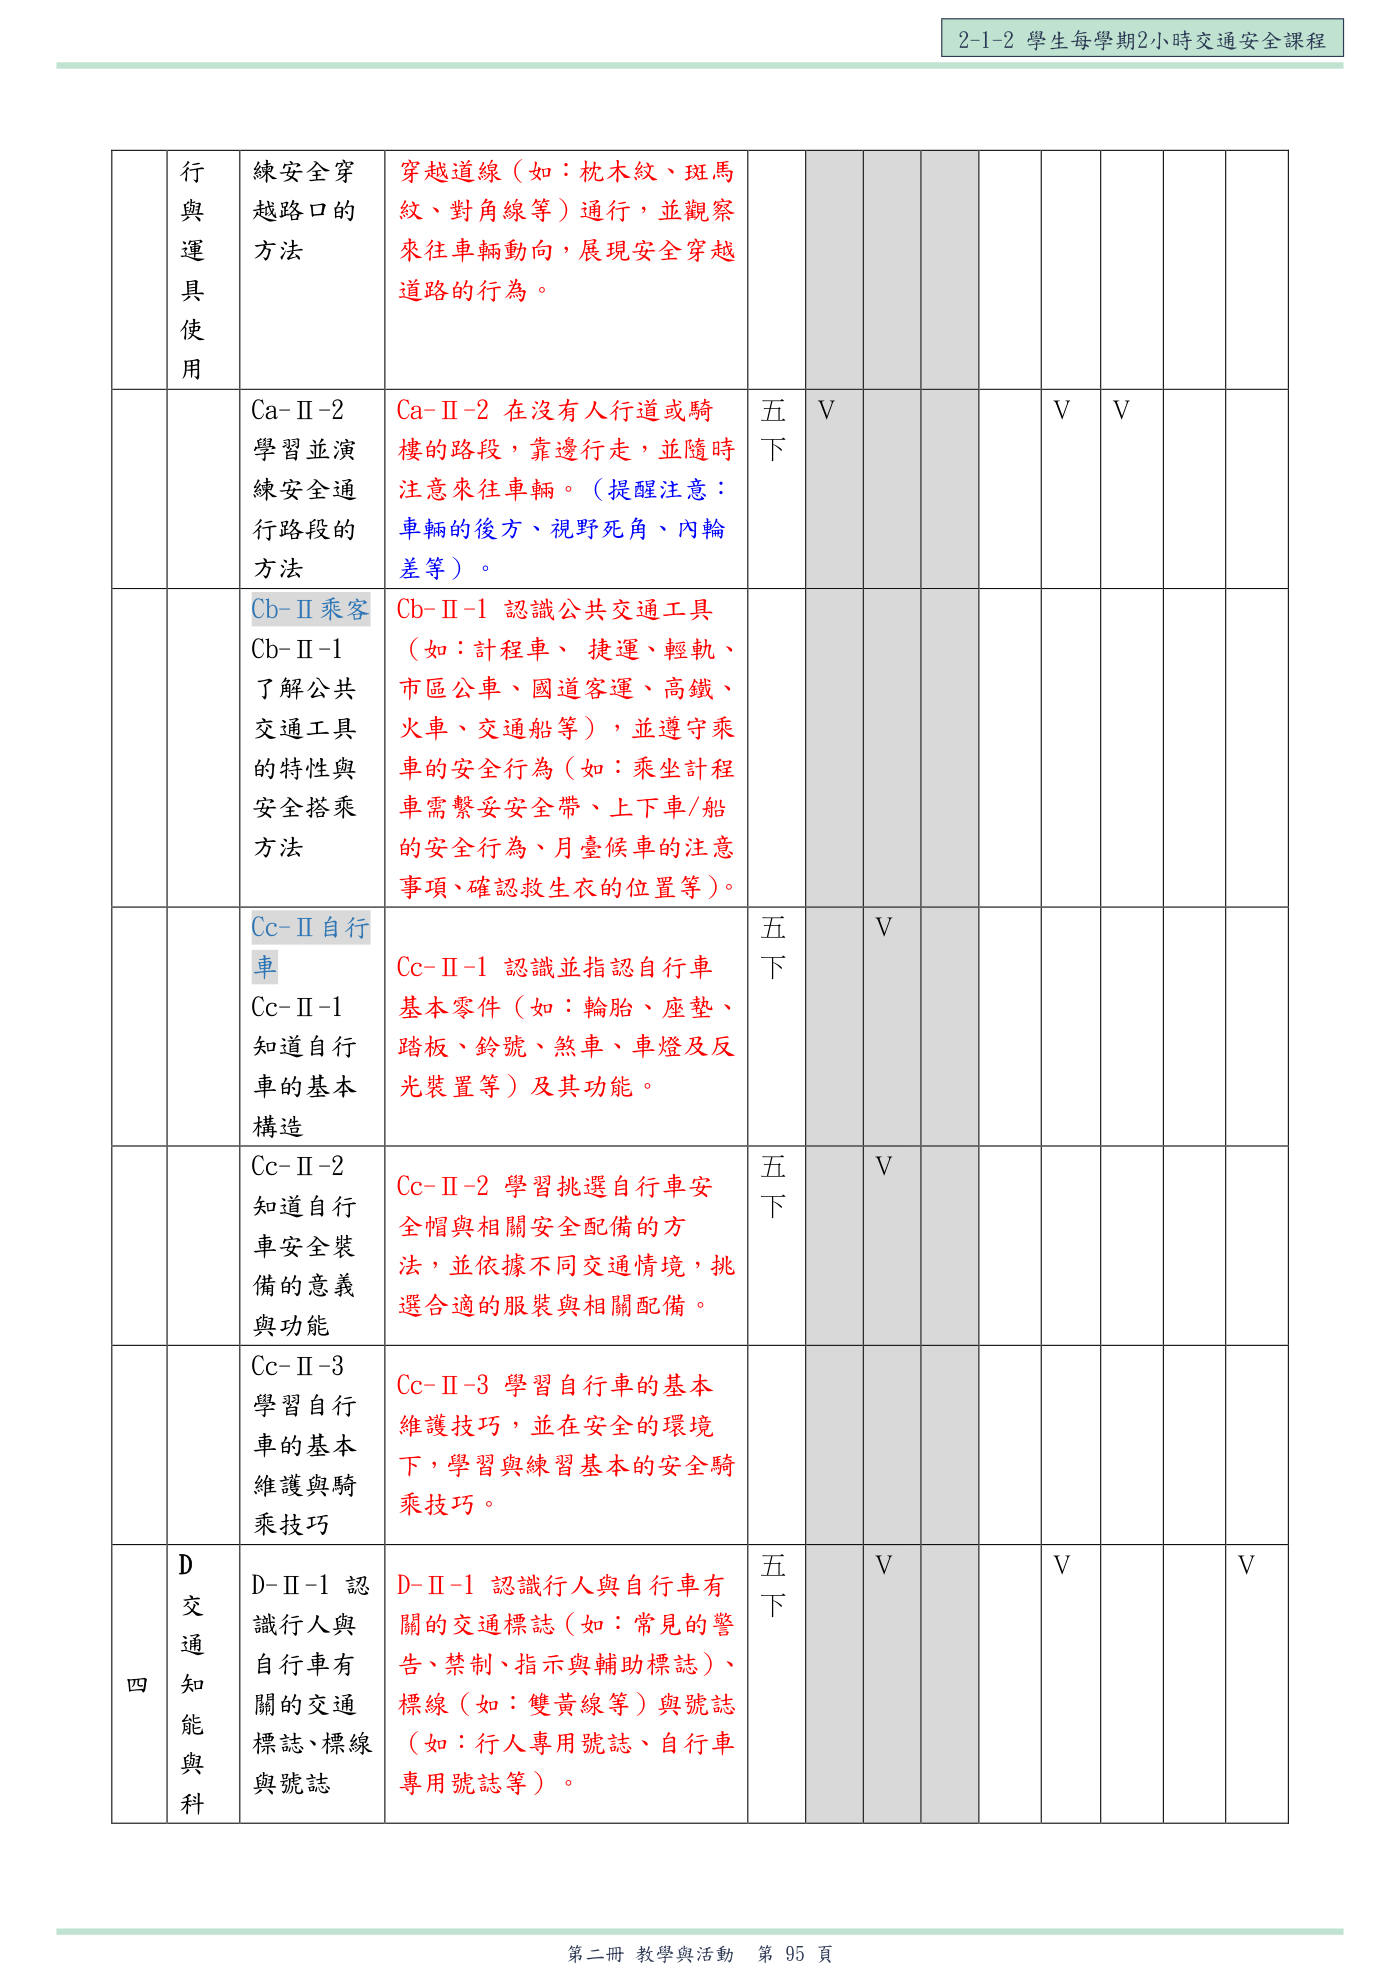 2-1-2 學生每學期2小時交通安全課程
行
與
運
具
使
用
練安全穿
越路口的
方法
穿越道線（如：枕木紋、斑馬
紋、對角線等）通行，並觀察
來往車輛動向，展現安全穿越
道路的行為。
Ca-Ⅱ-2
學習並演
練安全通
行路段的
方法
Ca-Ⅱ-2 在沒有人行道或騎
樓的路段，靠邊行走，並隨時
注意來往車輛。（提醒注意：
車輛的後方、視野死角、內輪
差等）。
五
下
V V V
Cb-Ⅱ乘客
Cb-Ⅱ-1
了解公共
交通工具
的特性與
安全搭乘
方法
Cb-Ⅱ-1 認識公共交通工具
（如：計程車、 捷運、輕軌、
市區公車、國道客運、高鐵、
火車、交通船等），並遵守乘
車的安全行為（如：乘坐計程
車需繫妥安全帶、上下車/船
的安全行為、月臺候車的注意
事項、確認救生衣的位置等）。
Cc-Ⅱ自行
車
Cc-Ⅱ-1
知道自行
車的基本
構造
Cc-Ⅱ-1 認識並指認自行車
基本零件（如：輪胎、座墊、
踏板、鈴號、煞車、車燈及反
光裝置等）及其功能。
五
下
V
Cc-Ⅱ-2
知道自行
車安全裝
備的意義
與功能
Cc-Ⅱ-2 學習挑選自行車安
全帽與相關安全配備的方
法，並依據不同交通情境，挑
選合適的服裝與相關配備。
五
下
V
Cc-Ⅱ-3
學習自行
車的基本
維護與騎
乘技巧
Cc-Ⅱ-3 學習自行車的基本
維護技巧，並在安全的環境
下，學習與練習基本的安全騎
乘技巧。
四
D
交
通
知
能
與
科
D-Ⅱ-1 認
識行人與
自行車有
關的交通
標誌、標線
與號誌
D-Ⅱ-1 認識行人與自行車有
關的交通標誌（如：常見的警
告、禁制、指示與輔助標誌）、
標線（如：雙黃線等）與號誌
（如：行人專用號誌、自行車
專用號誌等）。
五
下
V V V
第二冊 教學與活動 第 95 頁